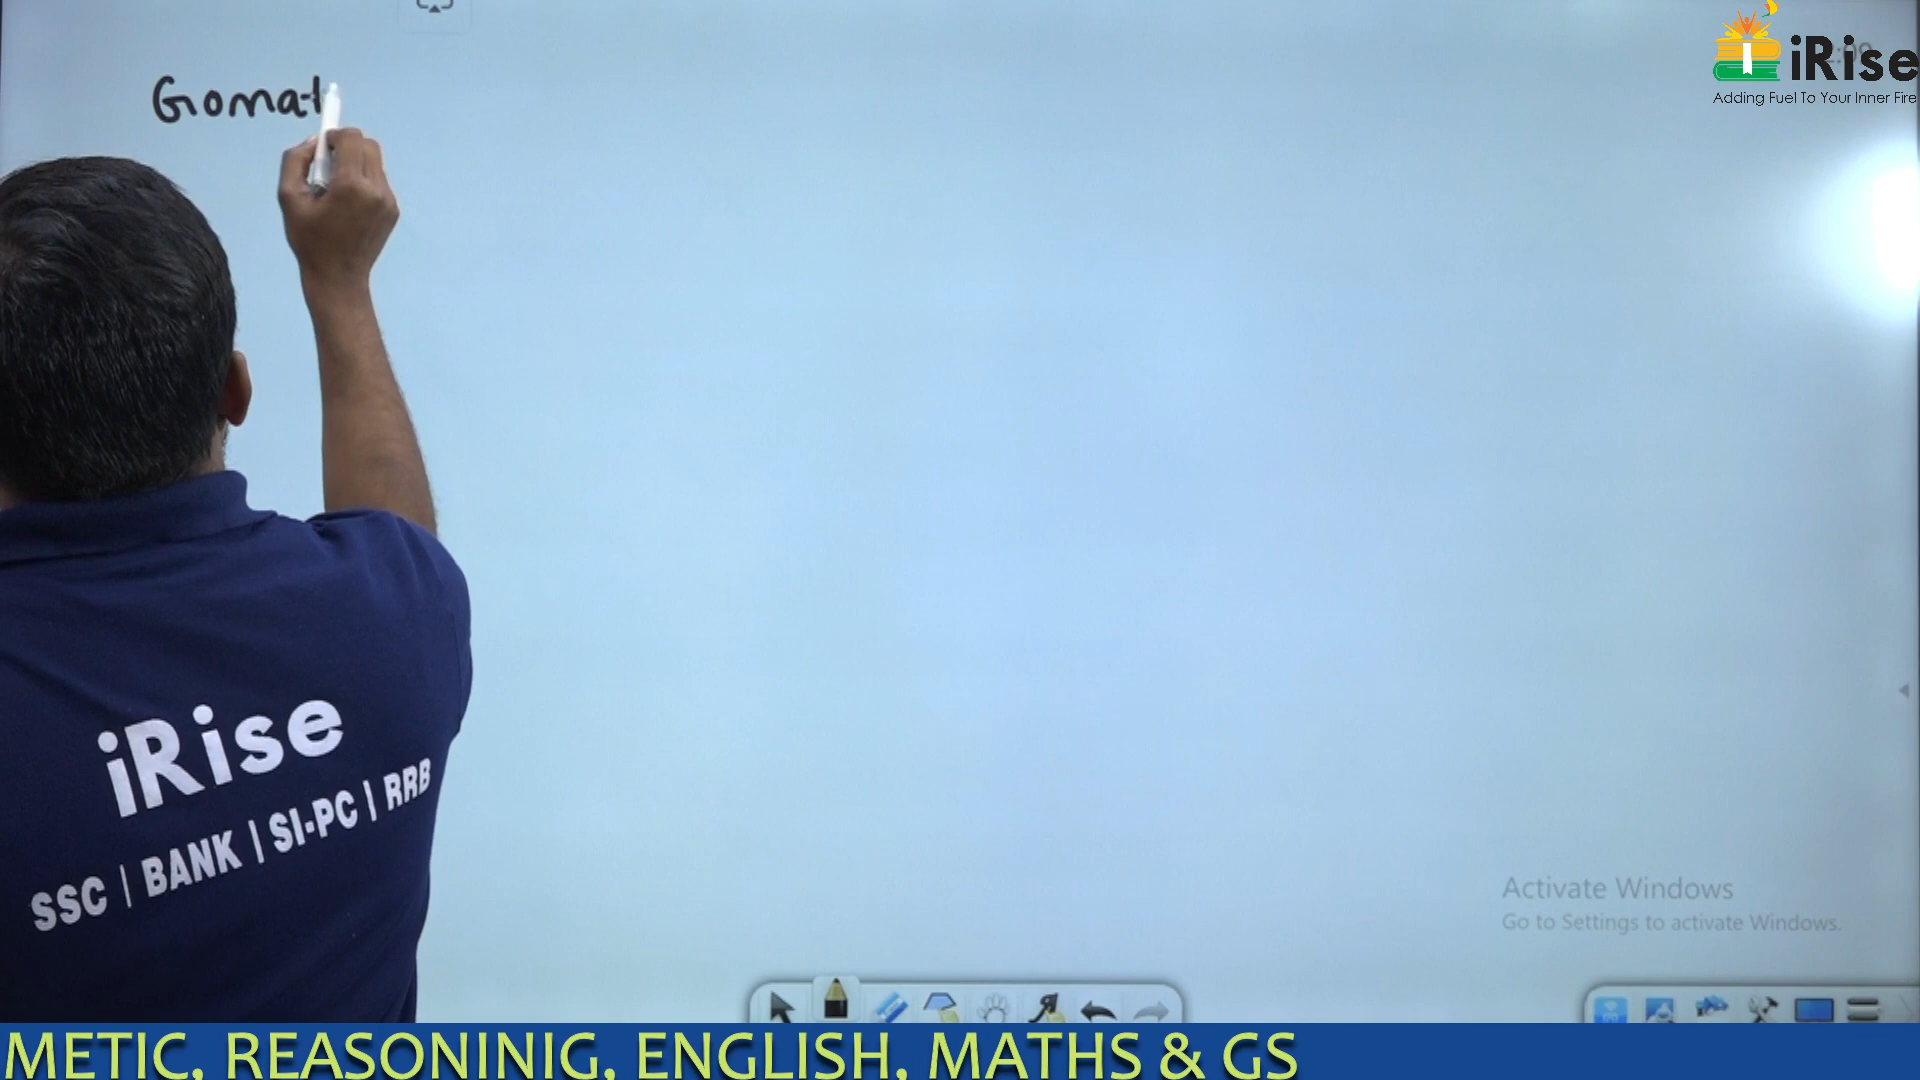 Gomat
iRise
Adding Fuel To Your Inner Fire
iRise
SSC | BANK | SI-PC | RRB
Activate Windows
Go to Settings to activate Windows.
METIC, REASONINIG, ENGLISH, MATHS & GS